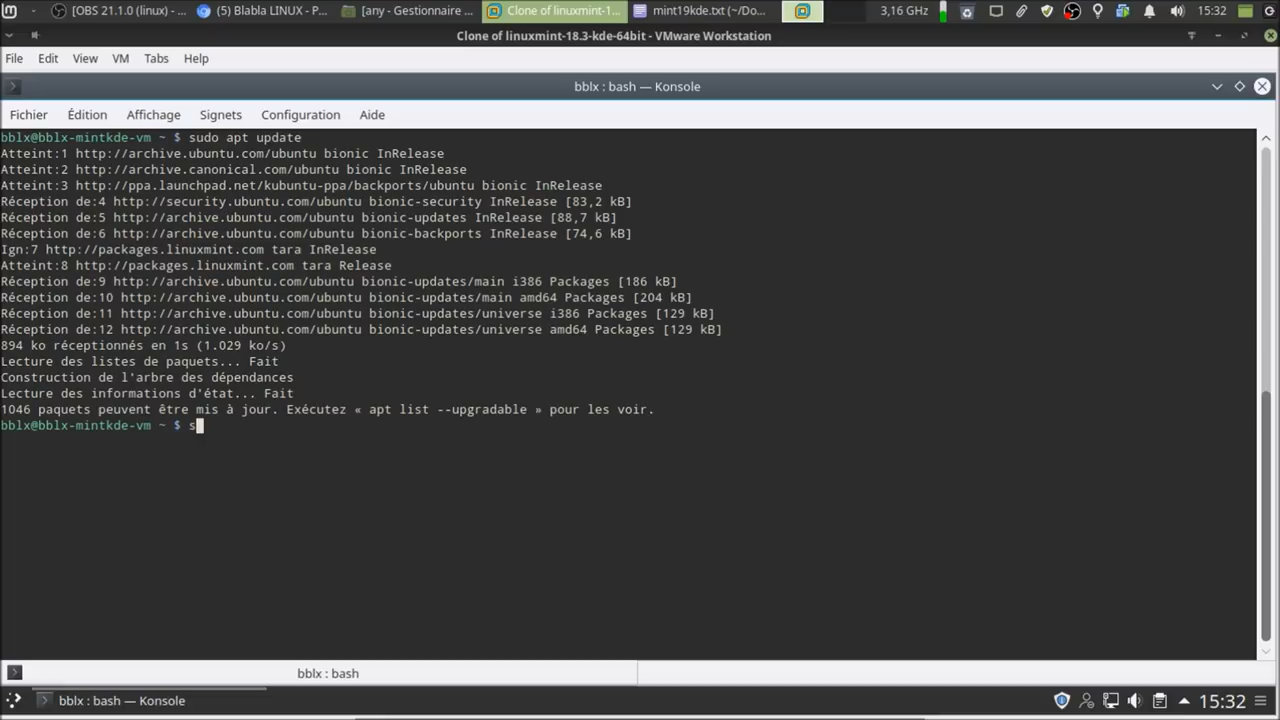 [OBS 21.1.0 (linux) - ...
(5) Blabla LINUX - P...
[any - Gestionnaire ...
Clone of linuxmint-1...
mint19kde.txt (~/Do...
3,16 GHz
15:32
Clone of linuxmint-18.3-kde-64bit - VMware Workstation
File Edit View VM Tabs Help
bblx : bash — Konsole
Fichier Édition Affichage Signets Configuration Aide
bblx@bblx-mintkde-vm ~ $ sudo apt update
Atteint:1 http://archive.ubuntu.com/ubuntu bionic InRelease
Atteint:2 http://archive.canonical.com/ubuntu bionic InRelease
Atteint:3 http://ppa.launchpad.net/kubuntu-ppa/backports/ubuntu bionic InRelease
Réception de:4 http://security.ubuntu.com/ubuntu bionic-security InRelease [83,2 kB]
Réception de:5 http://archive.ubuntu.com/ubuntu bionic-updates InRelease [88,7 kB]
Réception de:6 http://archive.ubuntu.com/ubuntu bionic-backports InRelease [74,6 kB]
Ign:7 http://packages.linuxmint.com tara InRelease
Atteint:8 http://packages.linuxmint.com tara Release
Réception de:9 http://archive.ubuntu.com/ubuntu bionic-updates/main i386 Packages [186 kB]
Réception de:10 http://archive.ubuntu.com/ubuntu bionic-updates/main amd64 Packages [204 kB]
Réception de:11 http://archive.ubuntu.com/ubuntu bionic-updates/universe i386 Packages [129 kB]
Réception de:12 http://archive.ubuntu.com/ubuntu bionic-updates/universe amd64 Packages [129 kB]
894 ko réceptionnés en 1s (1.029 ko/s)
Lecture des listes de paquets... Fait
Construction de l'arbre des dépendances
Lecture des informations d'état... Fait
1046 paquets peuvent être mis à jour. Exécutez « apt list --upgradable » pour les voir.
bblx@bblx-mintkde-vm ~ $ s
bblx : bash
bblx : bash — Konsole
15:32